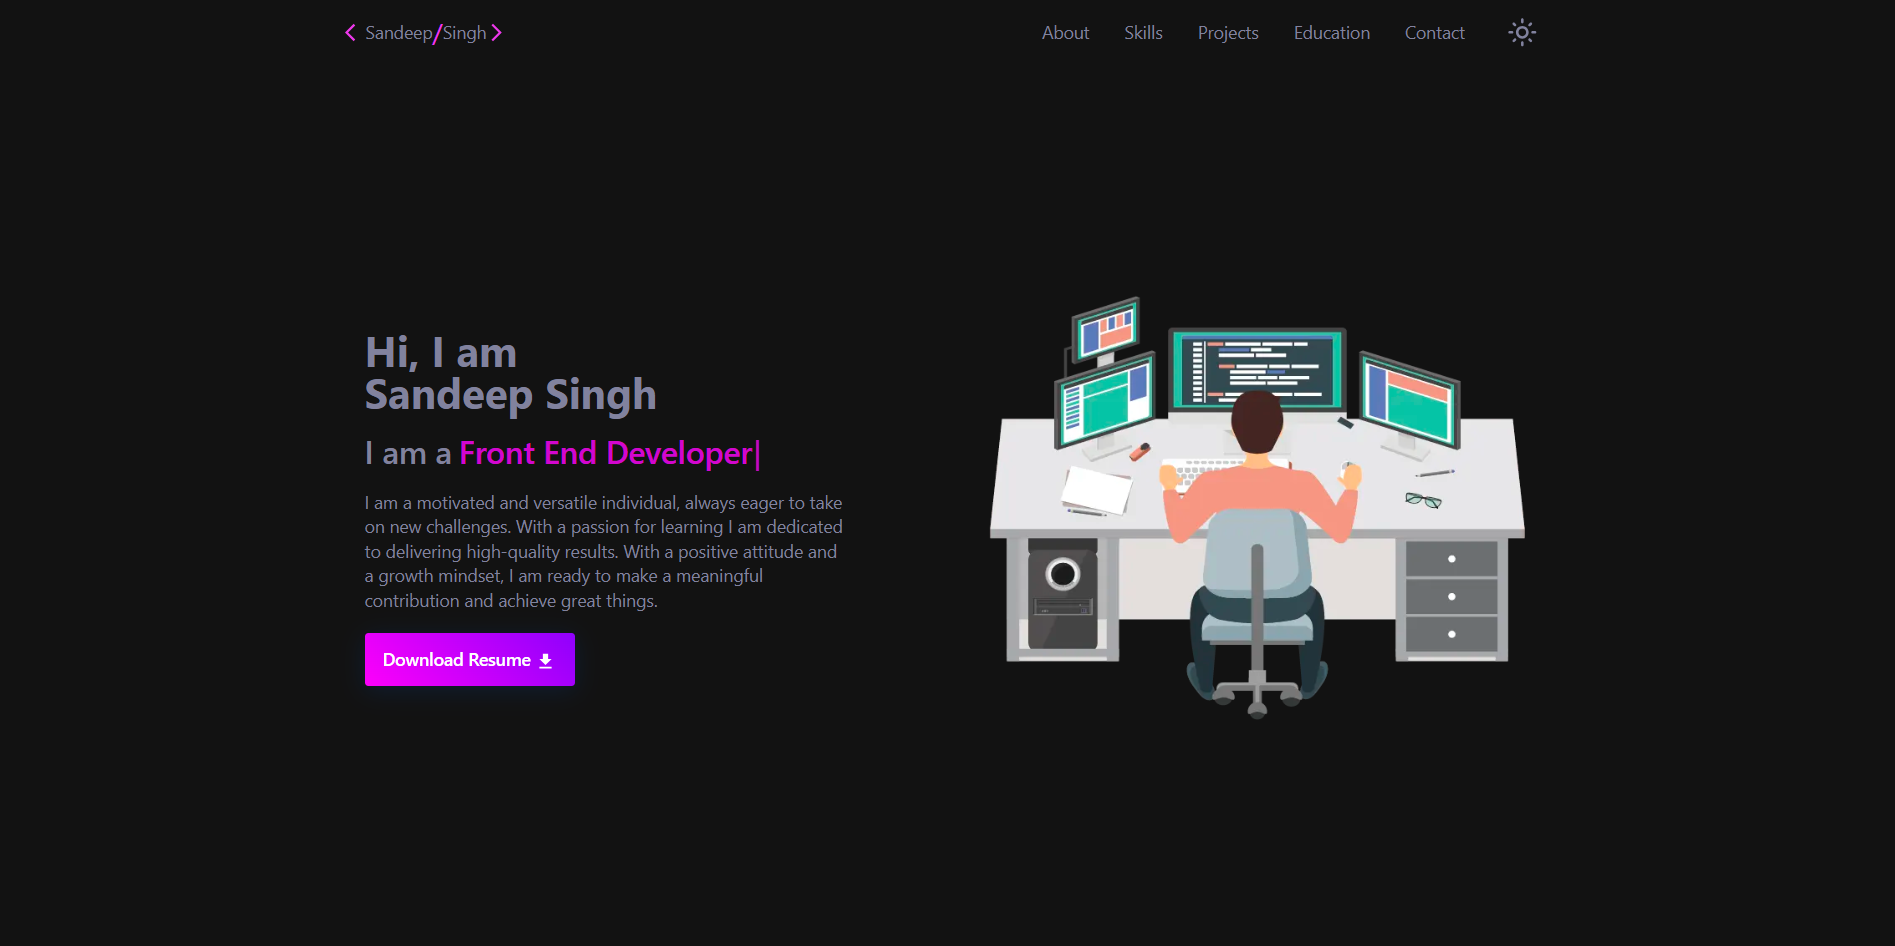 Sandeep/Singh
About
Skills
Projects
Education
Contact
Hi, I am
Sandeep Singh
I am a Front End Developer|
I am a motivated and versatile individual, always eager to take
on new challenges. With a passion for learning I am dedicated
to delivering high-quality results. With a positive attitude and
a growth mindset, I am ready to make a meaningful
contribution and achieve great things.
Download Resume